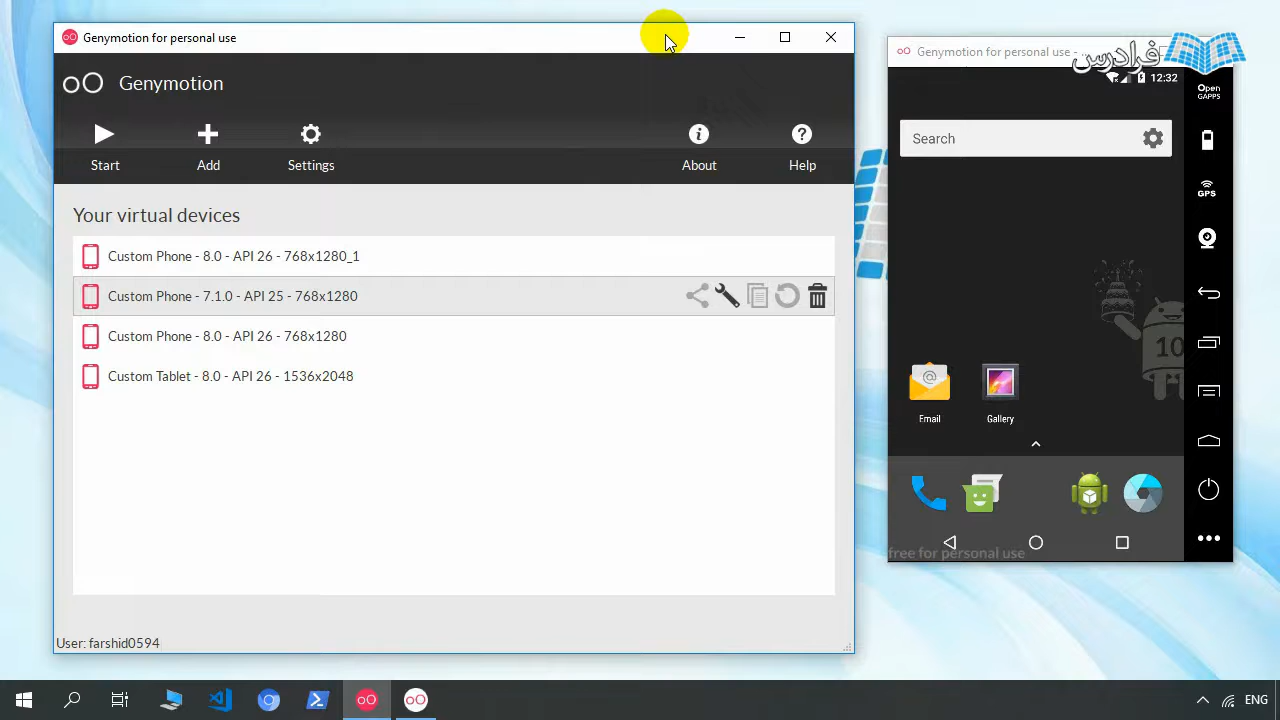 Genymotion for personal use
Genymotion
Start
Add
Settings
About
Help
Your virtual devices
Custom Phone - 8.0 - API 26 - 768x1280_1
Custom Phone - 7.1.0 - API 25 - 768x1280
Custom Phone - 8.0 - API 26 - 768x1280
Custom Tablet - 8.0 - API 26 - 1536x2048
User: farshid0594
Genymotion for personal use - ...
فرادرس
12:32
Open
GAPPS
Search
GPS
10
Email
Gallery
free for personal use
ENG